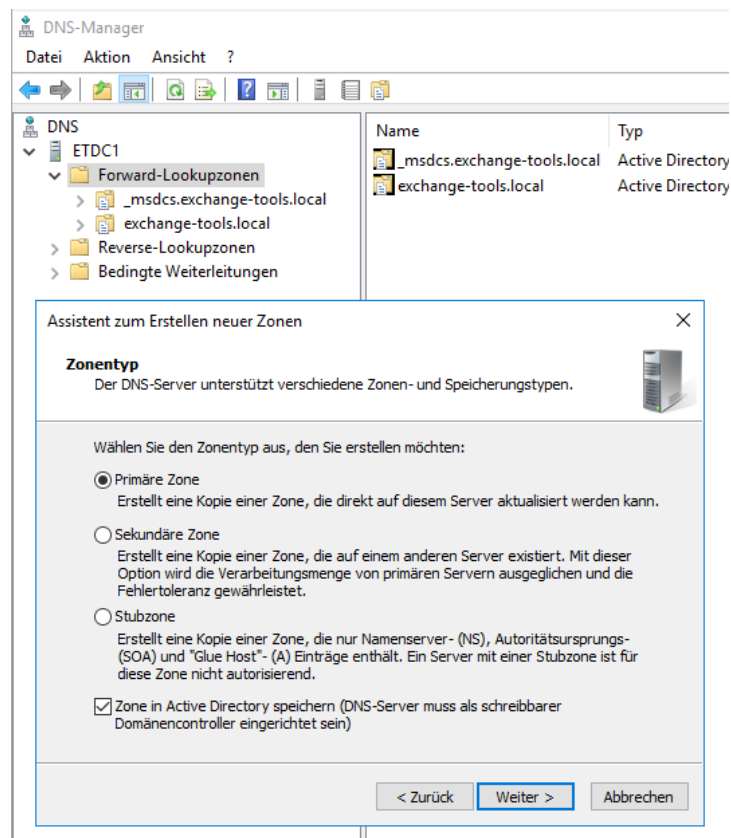 DNS-Manager
Datei Aktion Ansicht ?
DNS
ETDC1
Forward-Lookupzonen
_msdcs.exchange-tools.local
exchange-tools.local
Reverse-Lookupzonen
Bedingte Weiterleitungen
Name Typ
_msdcs.exchange-tools.local Active Directory
exchange-tools.local Active Directory
Assistent zum Erstellen neuer Zonen
Zonentyp
Der DNS-Server unterstützt verschiedene Zonen- und Speicherungstypen.
Wählen Sie den Zonentyp aus, den Sie erstellen möchten:
Primäre Zone
Erstellt eine Kopie einer Zone, die direkt auf diesem Server aktualisiert werden kann.
Sekundäre Zone
Erstellt eine Kopie einer Zone, die auf einem anderen Server existiert. Mit dieser
Option wird die Verarbeitungsmenge von primären Servern ausgeglichen und die
Fehlertoleranz gewährleistet.
Stubzone
Erstellt eine Kopie einer Zone, die nur Namenserver- (NS), Autoritätsursprungs-
(SOA) und "Glue Host"- (A) Einträge enthält. Ein Server mit einer Stubzone ist für
diese Zone nicht autorisierend.
Zone in Active Directory speichern (DNS-Server muss als schreibbarer
Domänencontroller eingerichtet sein)
< Zurück Weiter > Abbrechen